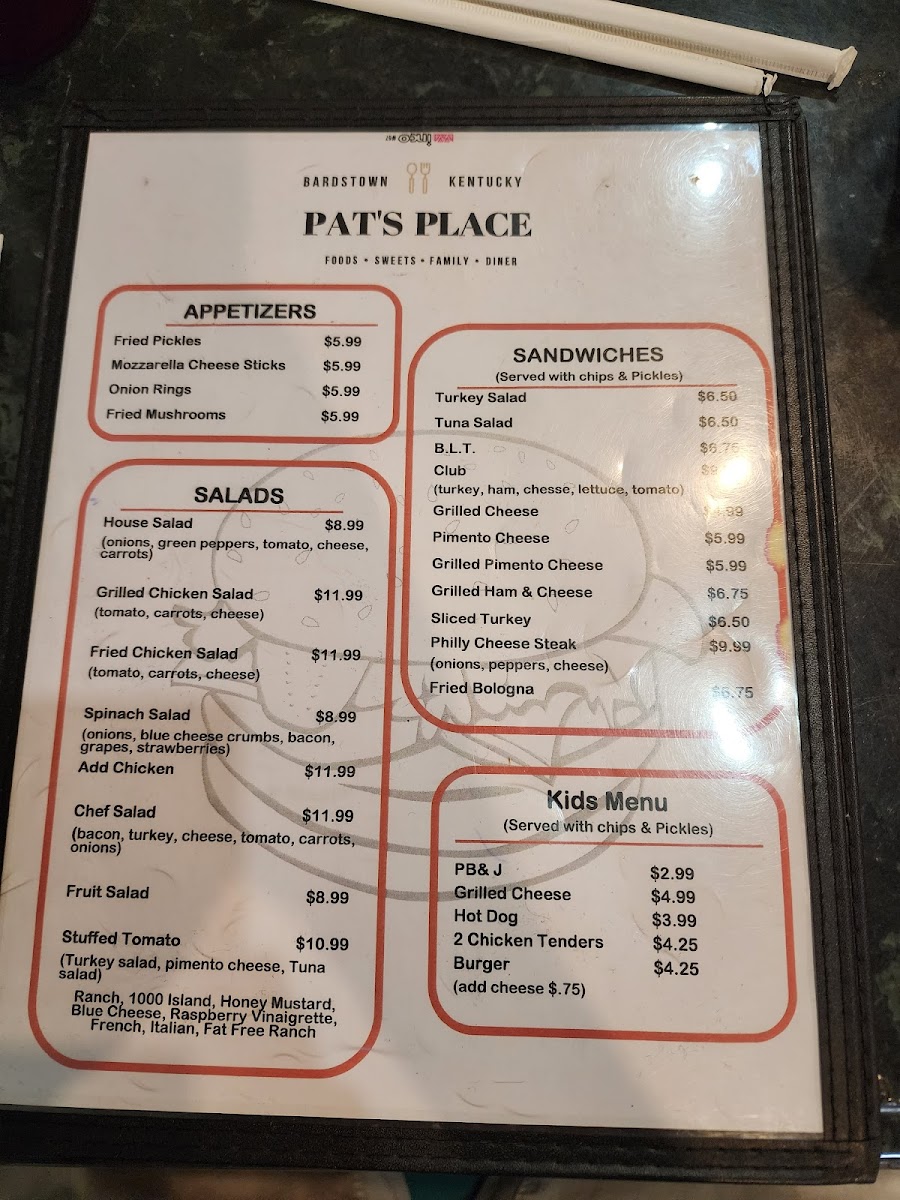 BARDSTOWN KENTUCKY
PAT'S PLACE
FOODS • SWEETS • FAMILY • DINER
APPETIZERS
Fried Pickles $5.99
Mozzarella Cheese Sticks $5.99
Onion Rings $5.99
Fried Mushrooms $5.99
SALADS
House Salad $8.99
(onions, green peppers, tomato, cheese,
carrots)
Grilled Chicken Salad $11.99
(tomato, carrots, cheese)
Fried Chicken Salad $11.99
(tomato, carrots, cheese)
Spinach Salad $8.99
(onions, blue cheese crumbs, bacon,
grapes, strawberries)
Add Chicken $11.99
Chef Salad $11.99
(bacon, turkey, cheese, tomato, carrots,
onions)
Fruit Salad $8.99
Stuffed Tomato $10.99
(Turkey salad, pimento cheese, Tuna
salad)
Ranch, 1000 Island, Honey Mustard,
Blue Cheese, Raspberry Vinaigrette,
French, Italian, Fat Free Ranch
SANDWICHES
(Served with chips & Pickles)
Turkey Salad $6.50
Tuna Salad $6.50
B.L.T. $6.75
Club
(turkey, ham, chesse, lettuce, tomato)
Grilled Cheese
Pimento Cheese $5.99
Grilled Pimento Cheese $5.99
Grilled Ham & Cheese $6.75
Sliced Turkey $6.50
Philly Cheese Steak $9.99
(onions, peppers, cheese)
Fried Bologna $6.75
Kids Menu
(Served with chips & Pickles)
PB& J $2.99
Grilled Cheese $4.99
Hot Dog $3.99
2 Chicken Tenders $4.25
Burger $4.25
(add cheese $.75)